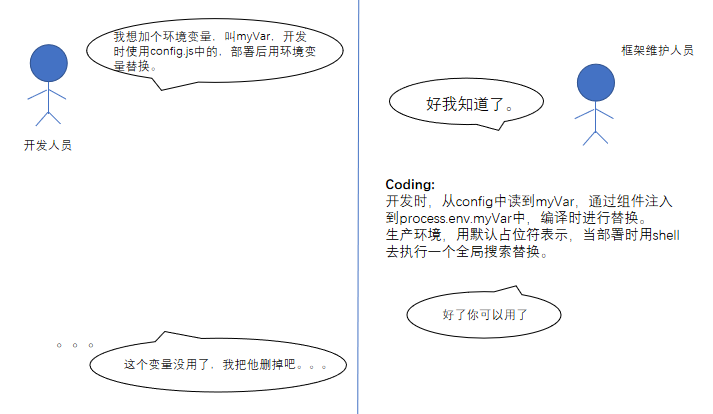 我想加个环境变量，叫myVar，开发
时使用config.js中的，部署后用环境变
量替换。
开发人员
框架维护人员
好我知道了。
Coding:
开发时，从config中读到myVar，通过组件注入
到process.env.myVar中，编译时进行替换。
生产环境，用默认占位符表示，当部署时用shell
去执行一个全局搜索替换。
好了你可以用了
。。。
这个变量没用了，我把他删掉吧。。。